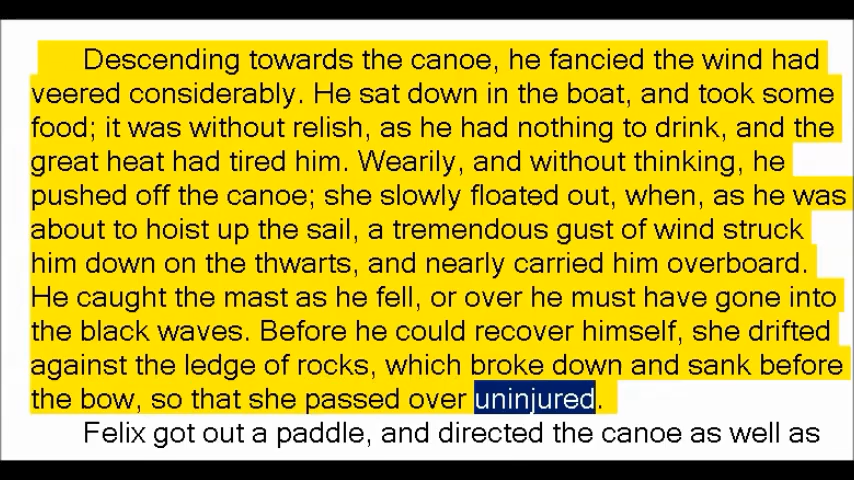 Descending towards the canoe, he fancied the wind had
veered considerably. He sat down in the boat, and took some
food; it was without relish, as he had nothing to drink, and the
great heat had tired him. Wearily, and without thinking, he
pushed off the canoe; she slowly floated out, when, as he was
about to hoist up the sail, a tremendous gust of wind struck
him down on the thwarts, and nearly carried him overboard.
He caught the mast as he fell, or over he must have gone into
the black waves. Before he could recover himself, she drifted
against the ledge of rocks, which broke down and sank before
the bow, so that she passed over uninjured.
Felix got out a paddle, and directed the canoe as well as